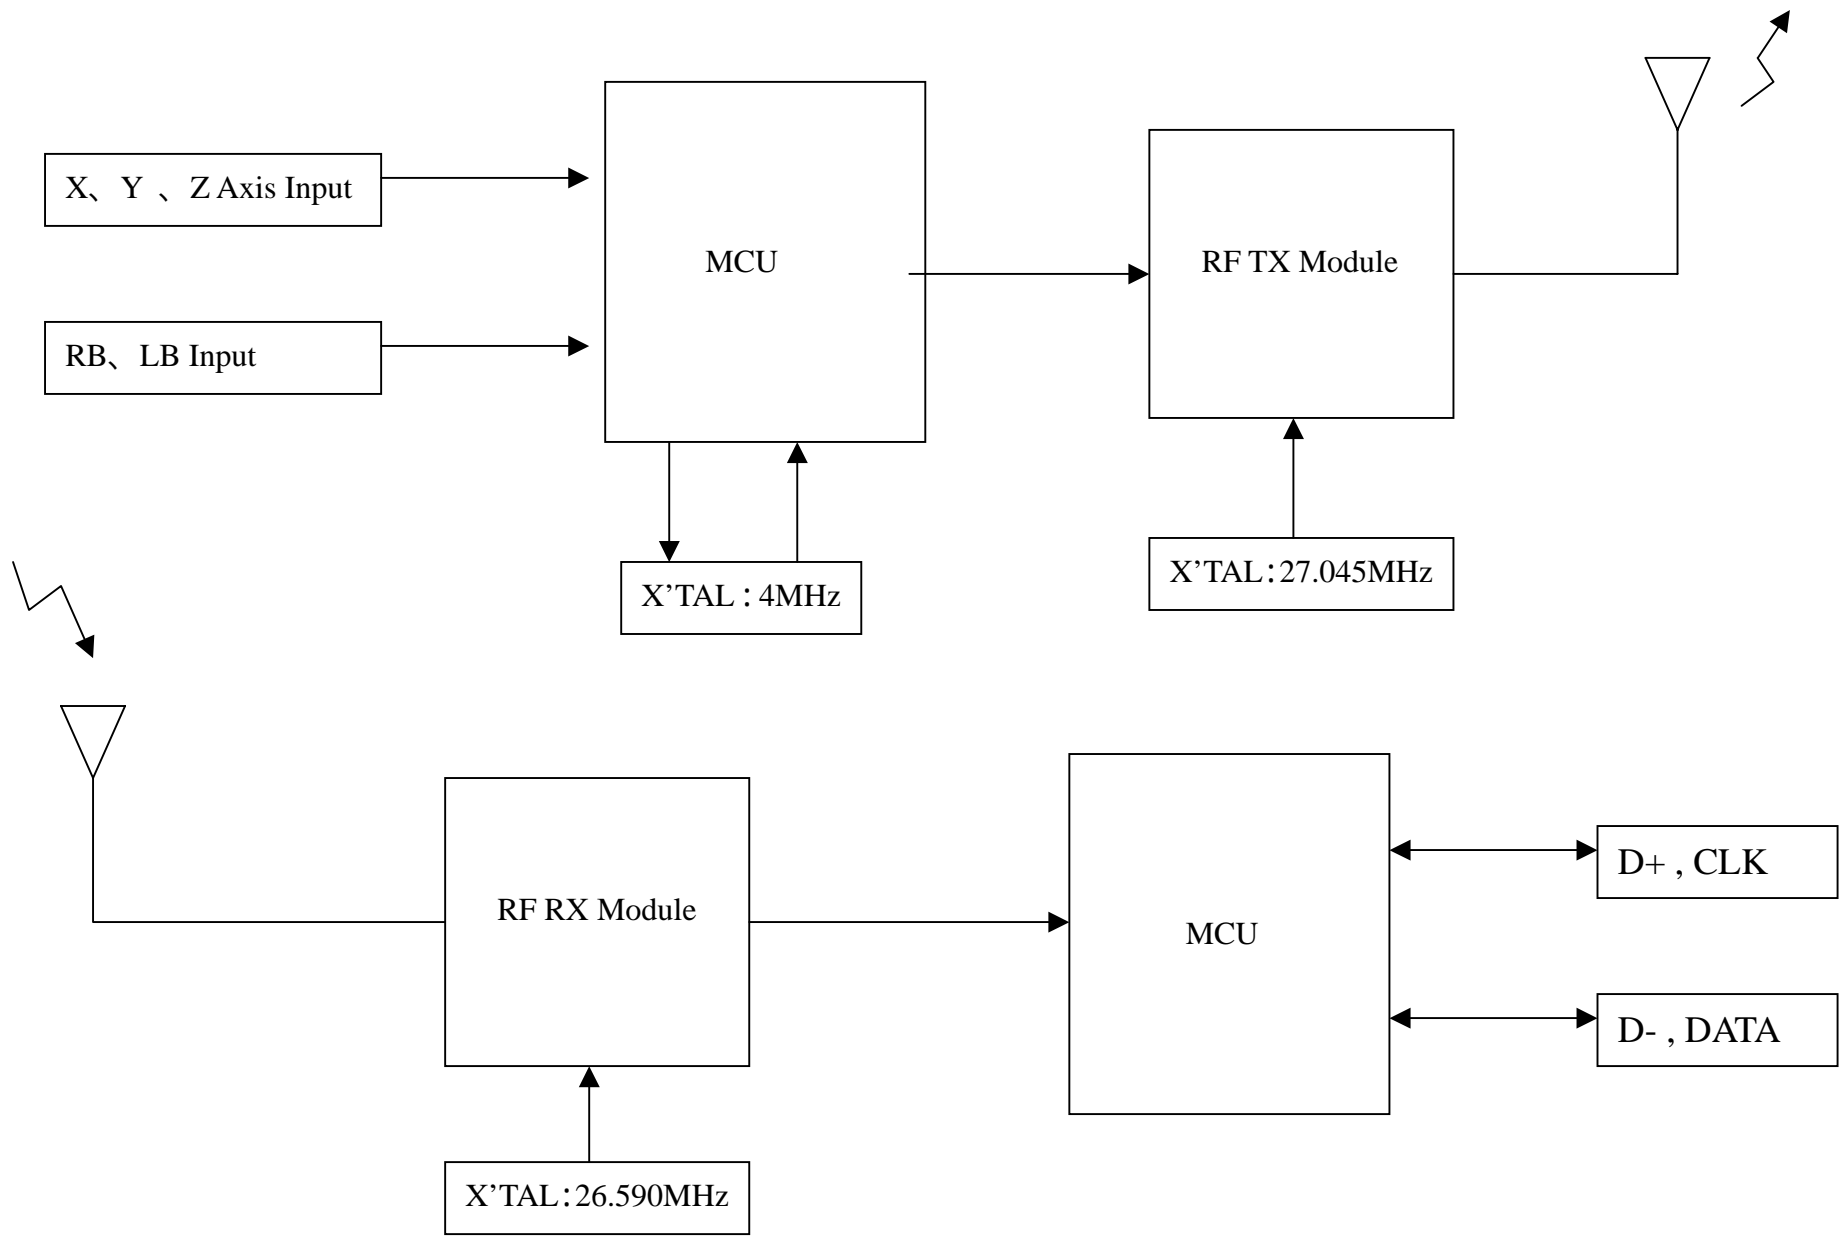 X、Y 、Z Axis Input
MCU
RF TX Module
RB、LB Input
X’TAL:4MHz
X’TAL:27.045MHz
RF RX Module
MCU
D+ , CLK
D- , DATA
X’TAL:26.590MHz